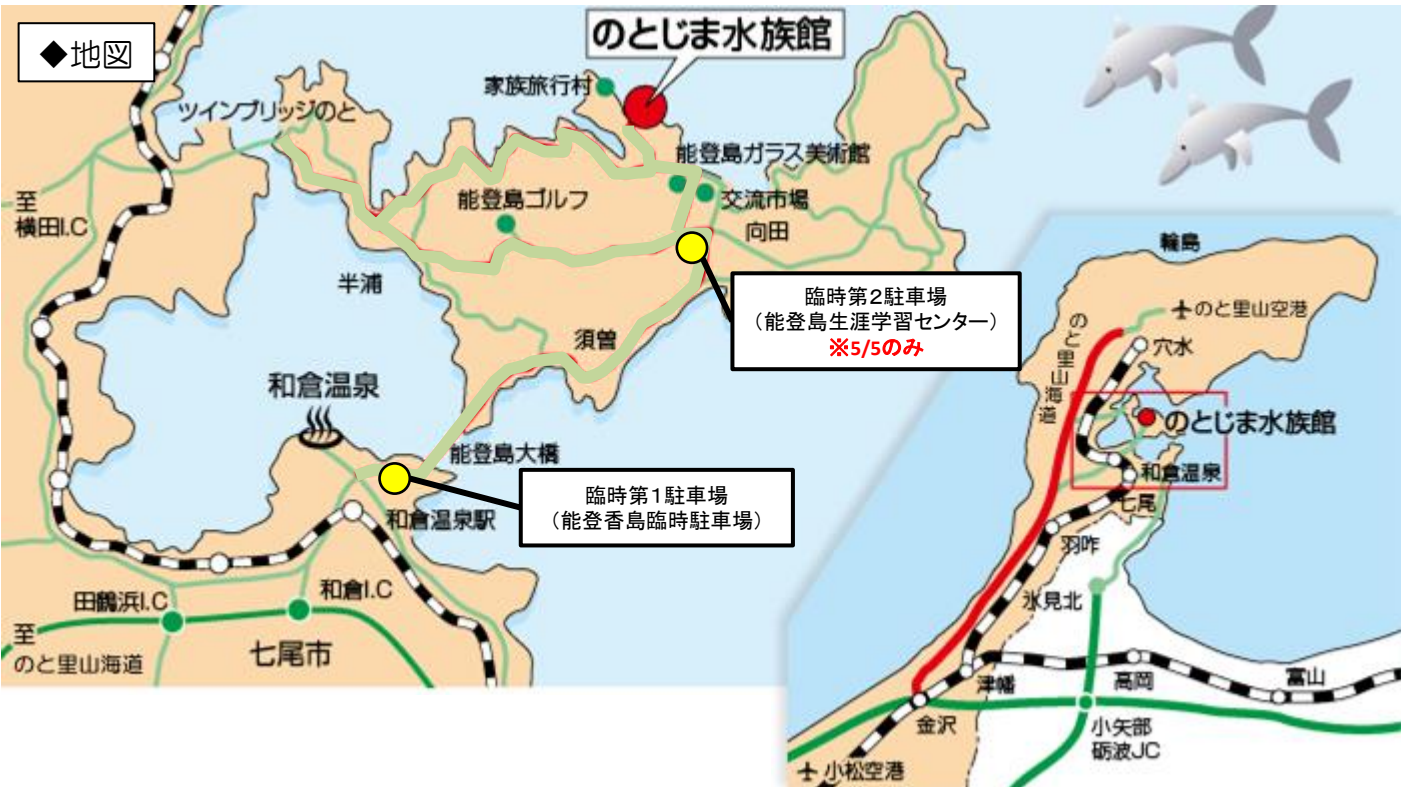 ◆地図
のとじま水族館
家族旅行村
ツインブリッジのと
能登島ガラス美術館
能登島ゴルフ
交流市場
向田
至
横田I.C
半浦
臨時第2駐車場
（能登島生涯学習センター）
※5/5のみ
須曽
和倉温泉
能登島大橋
臨時第1駐車場
（能登香島臨時駐車場）
和倉温泉駅
和倉I.C
田鶴浜I.C
至
のと里山海道
七尾市
輪島
のと里山空港
のと里山海道
穴水
のとじま水族館
和倉温泉
七尾
羽咋
氷見北
津幡
高岡
富山
金沢
小矢部
砺波JC
小松空港